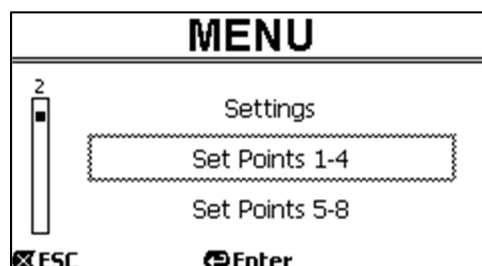 MENU
2
Settings
Set Points 1-4
Set Points 5-8
ESC Enter